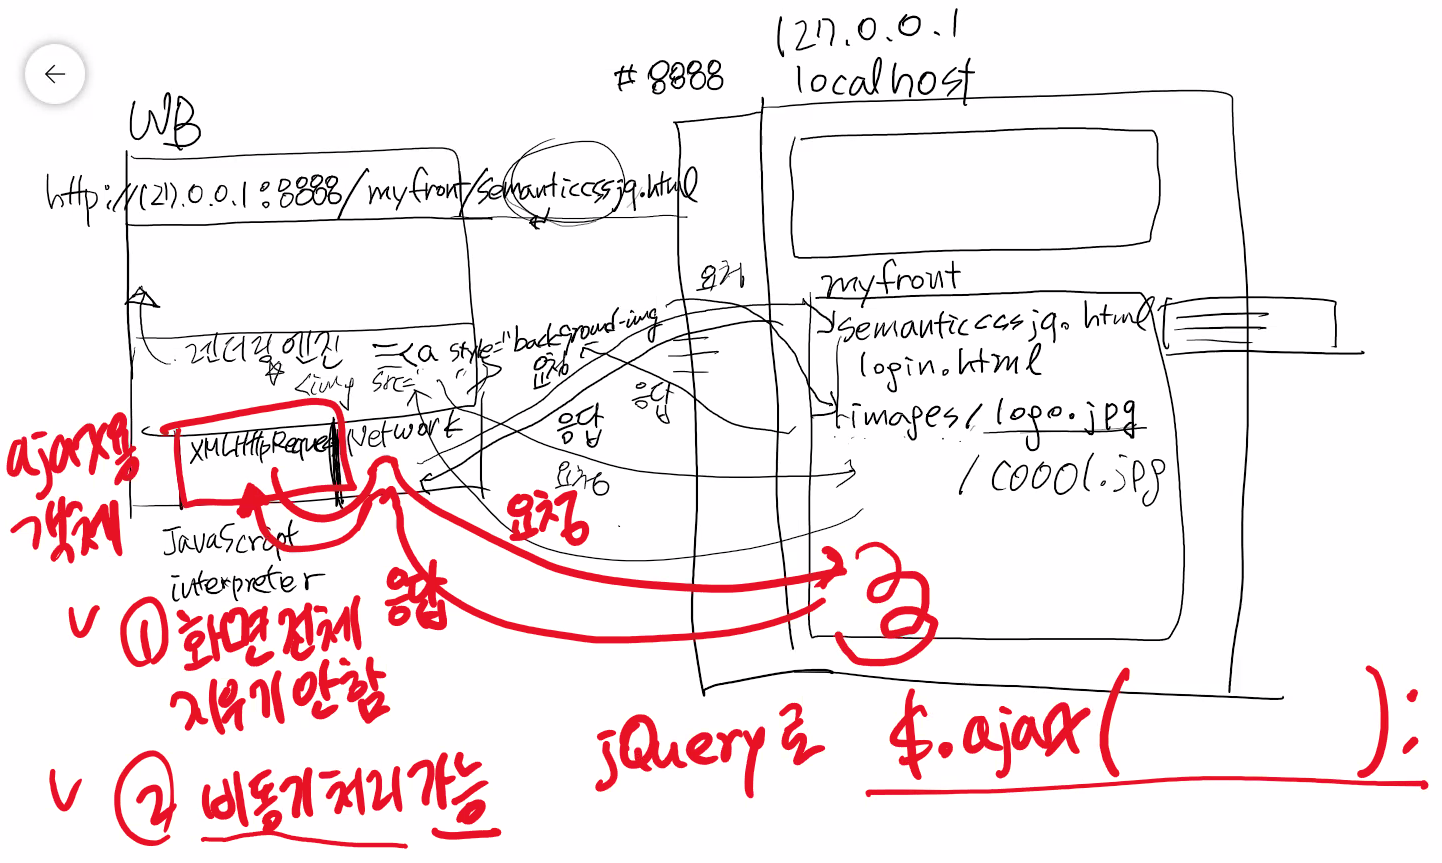 127.0.0.1
localhost
# 8888
WB
http://127.0.0.1:8888/myfront/semanticcssjq.html
요청
myfront
semanticcssjq.html
login.html
images/logo.jpg
/c0001.jpg
렌더링 엔진
<a style="background-img
<img src=" "
요청
응답
응답
요청
XMLHttpRequest
Network
ajax용
객체
JavaScript
interpreter
요청
응답
① 화면 전체
지우기 안함
② 비동기처리 가능
jQuery로 $.ajax( );